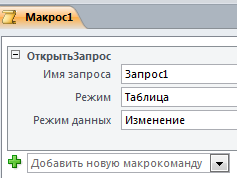 Макрос1
ОткрытьЗапрос
Имя запроса Запрос1
Режим Таблица
Режим данных Изменение
Добавить новую макрокоманду